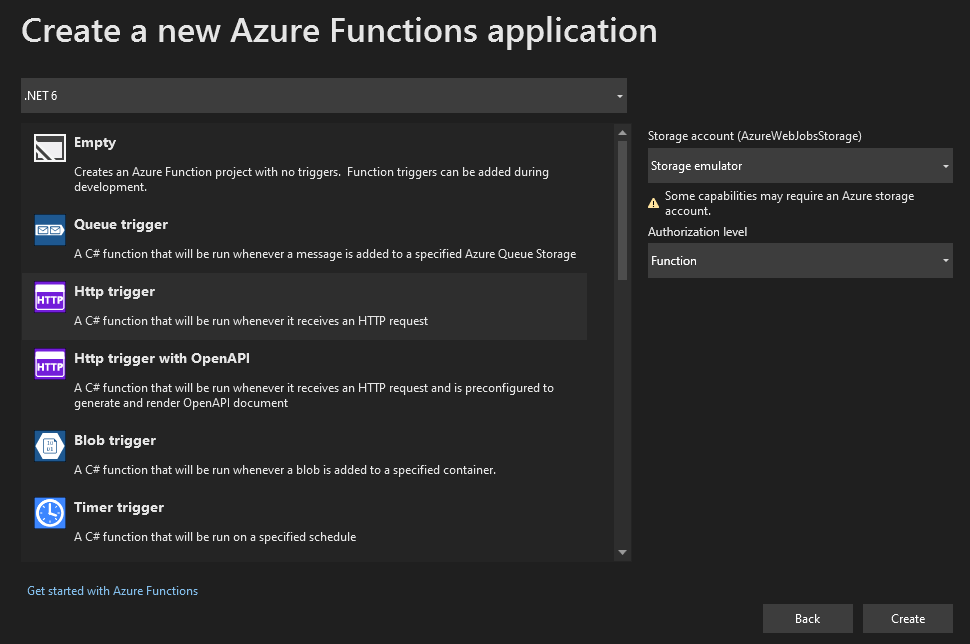 Create a new Azure Functions application
.NET 6
Empty
Creates an Azure Function project with no triggers.  Function triggers can be added during
development.
Queue trigger
A C# function that will be run whenever a message is added to a specified Azure Queue Storage
HTTP
Http trigger
A C# function that will be run whenever it receives an HTTP request
HTTP
Http trigger with OpenAPI
A C# function that will be run whenever it receives an HTTP request and is preconfigured to
generate and render OpenAPI document
Blob trigger
A C# function that will be run whenever a blob is added to a specified container.
Timer trigger
A C# function that will be run on a specified schedule
Storage account (AzureWebJobsStorage)
Storage emulator
Some capabilities may require an Azure storage
account.
Authorization level
Function
Get started with Azure Functions
Back
Create